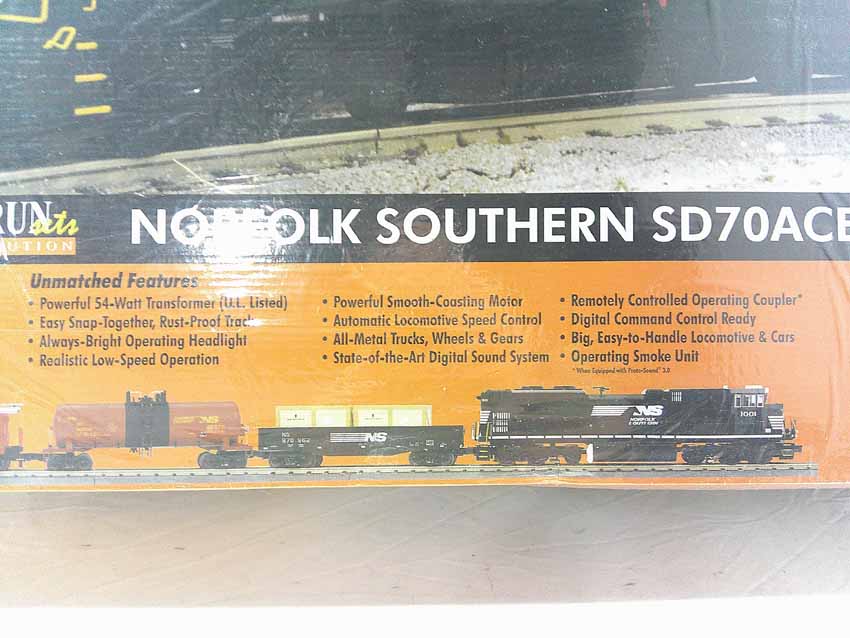 RUN
sets
UTION
NORFOLK SOUTHERN SD70ACE
Unmatched Features
• Powerful 54-Watt Transformer (U.L. Listed)
• Easy Snap-Together, Rust-Proof Track
• Always-Bright Operating Headlight
• Realistic Low-Speed Operation
• Powerful Smooth-Coasting Motor
• Automatic Locomotive Speed Control
• All-Metal Trucks, Wheels & Gears
• State-of-the-Art Digital Sound System
• Remotely Controlled Operating Coupler*
• Digital Command Control Ready
• Big, Easy-to-Handle Locomotive & Cars
• Operating Smoke Unit
*When Equipped with Proto-Sound® 3.0
NS
NS
NS
NORFOLK
SOUTHERN
1001